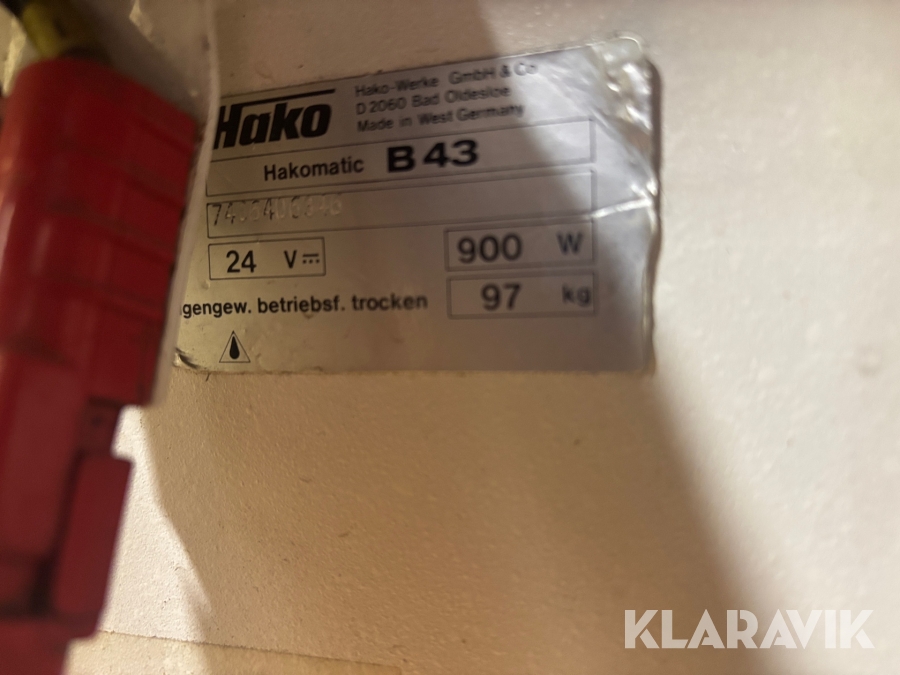 Hako
Hako-Werke GmbH & Co
D 2060 Bad Oldesloe
Made in West Germany
Hakomatic B 43
24 V
900 W
gengew. betriebsf. trocken 97 kg
KLARAVIK